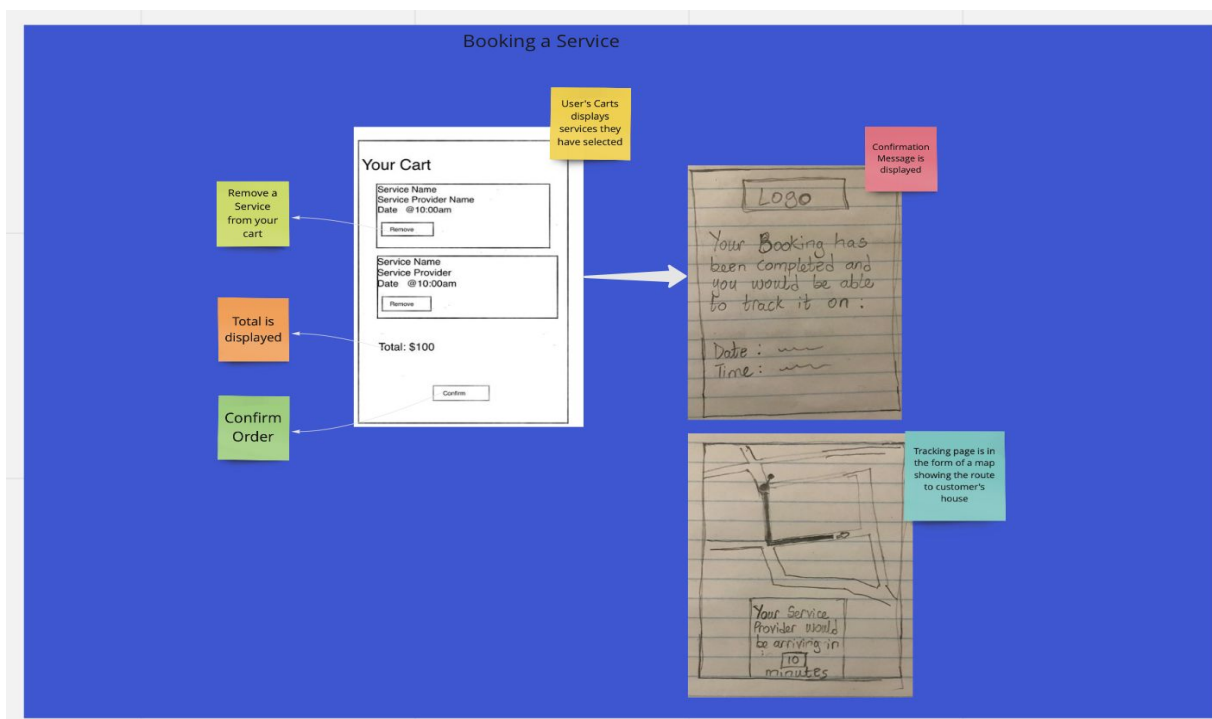 Booking a Service
User's Carts
displays
services they
have selected
Your Cart
Service Name
Service Provider Name
Date @10:00am
Remove
Service Name
Service Provider
Date @10:00am
Remove
Total: $100
Confirm
Remove a
Service
from your
cart
Total is
displayed
Confirm
Order
Confirmation
Message is
displayed
Logo
Your Booking has
been completed and
you would be able
to track it on :
Date :
Time :
Tracking page is in
the form of a map
showing the route
to customer's
house
Your Service
Provider would
be arriving in
10
minutes